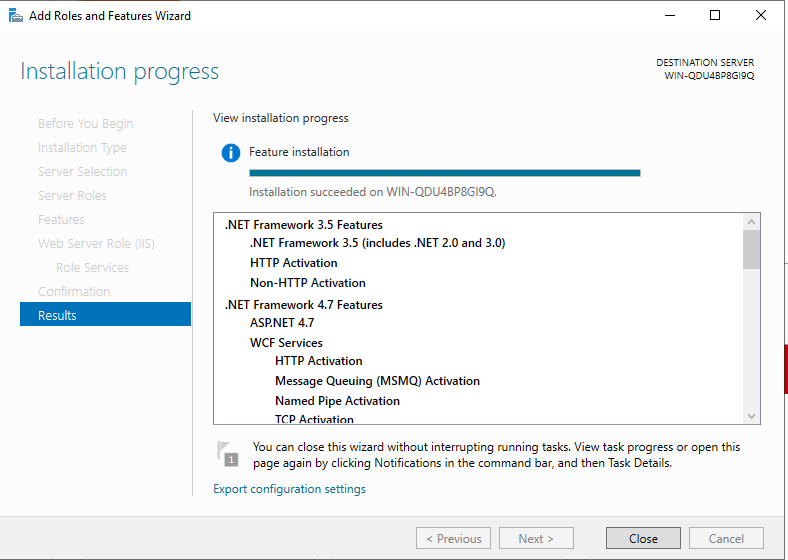 Add Roles and Features Wizard
Installation progress
DESTINATION SERVER
WIN-QDU4BP8GI9Q
Before You Begin
Installation Type
Server Selection
Server Roles
Features
Web Server Role (IIS)
Role Services
Confirmation
Results
View installation progress
Feature installation
Installation succeeded on WIN-QDU4BP8GI9Q.
.NET Framework 3.5 Features
.NET Framework 3.5 (includes .NET 2.0 and 3.0)
HTTP Activation
Non-HTTP Activation
.NET Framework 4.7 Features
ASP.NET 4.7
WCF Services
HTTP Activation
Message Queuing (MSMQ) Activation
Named Pipe Activation
TCP Activation
1
You can close this wizard without interrupting running tasks. View task progress or open this
page again by clicking Notifications in the command bar, and then Task Details.
Export configuration settings
< Previous
Next >
Close
Cancel